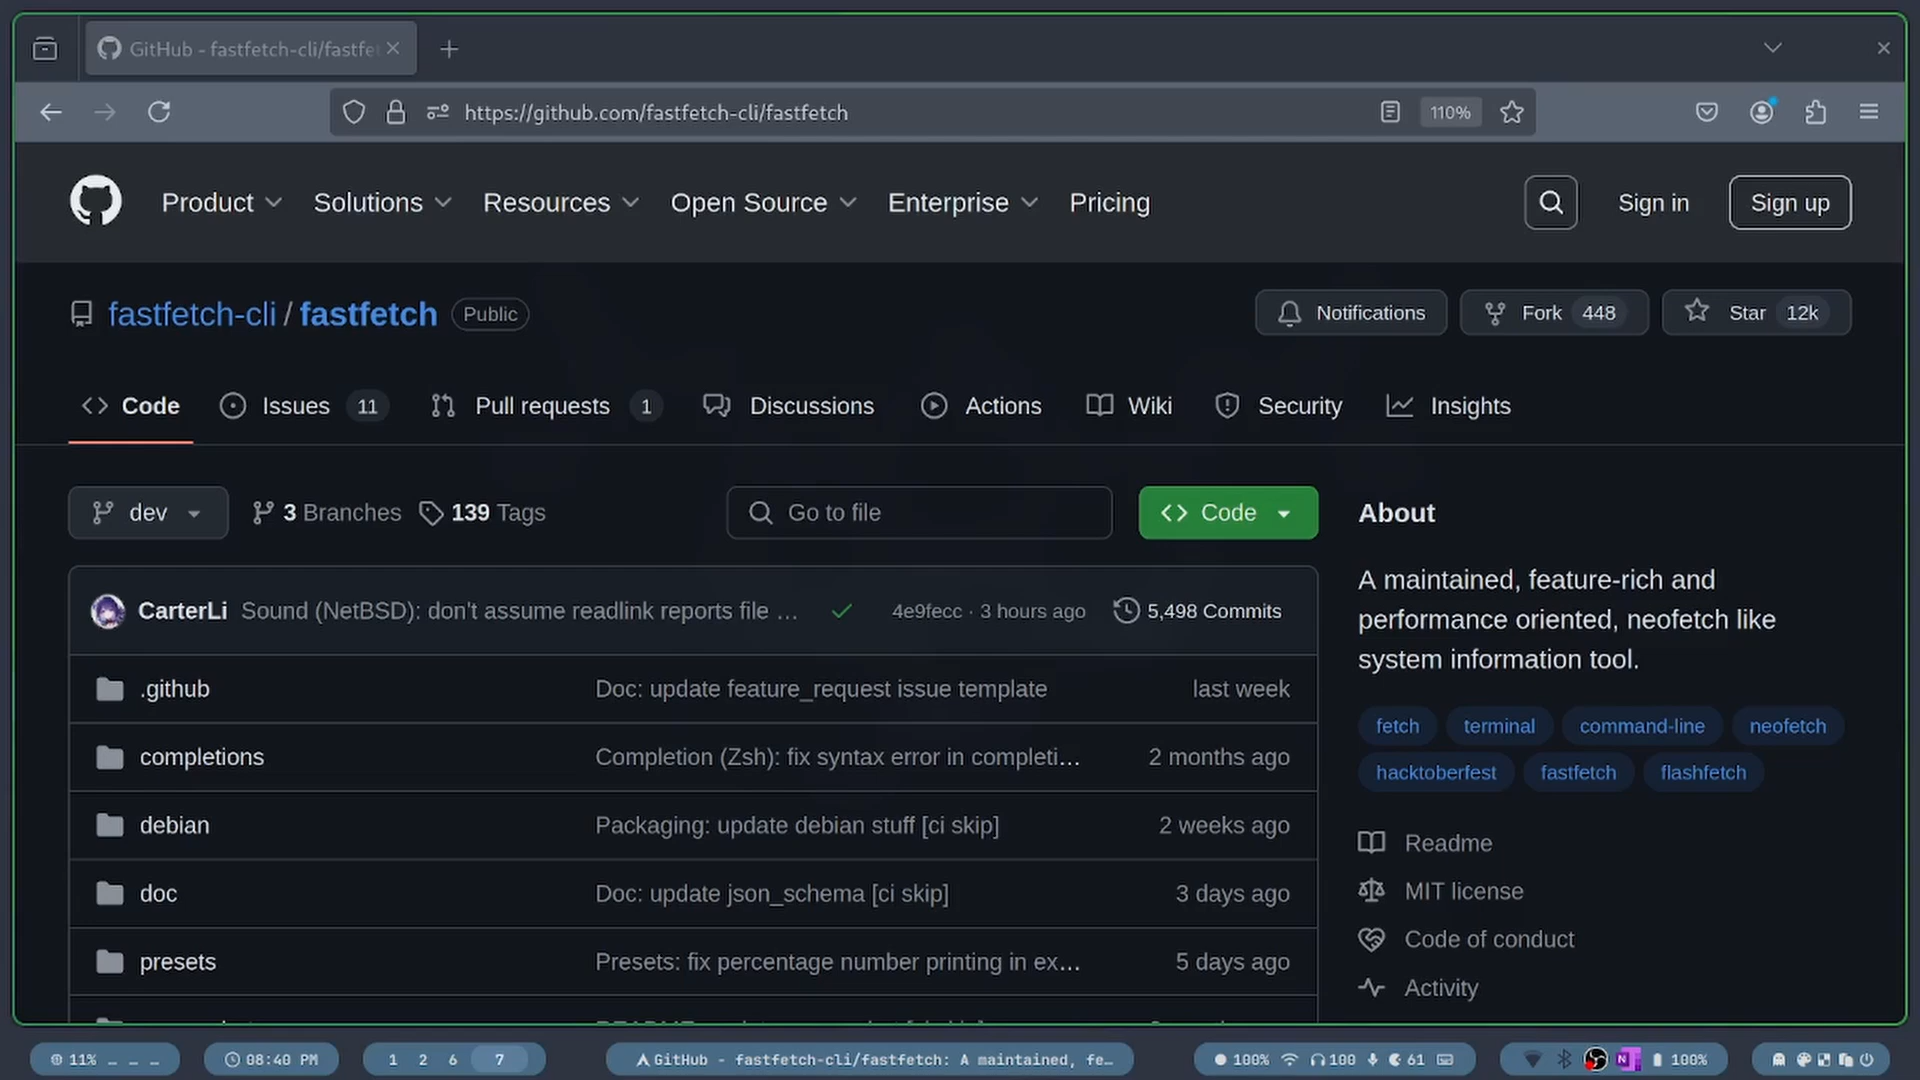 GitHub - fastfetch-cli/fastfe
https://github.com/fastfetch-cli/fastfetch
110%
Product Solutions Resources Open Source Enterprise Pricing
Sign in Sign up
fastfetch-cli / fastfetch Public
Notifications Fork 448 Star 12k
Code Issues 11 Pull requests 1 Discussions Actions Wiki Security Insights
dev 3 Branches 139 Tags Go to file Code
CarterLi Sound (NetBSD): don't assume readlink reports file ... 4e9fecc · 3 hours ago 5,498 Commits
.github Doc: update feature_request issue template last week
completions Completion (Zsh): fix syntax error in completi... 2 months ago
debian Packaging: update debian stuff [ci skip] 2 weeks ago
doc Doc: update json_schema [ci skip] 3 days ago
presets Presets: fix percentage number printing in ex... 5 days ago
About
A maintained, feature-rich and
performance oriented, neofetch like
system information tool.
fetch terminal command-line neofetch
hacktoberfest fastfetch flashfetch
Readme
MIT license
Code of conduct
Activity
11% _ _ _ 08:40 PM 1 2 6 7 GitHub - fastfetch-cli/fastfetch: A maintained, fe… 100% 100 61 N 100%